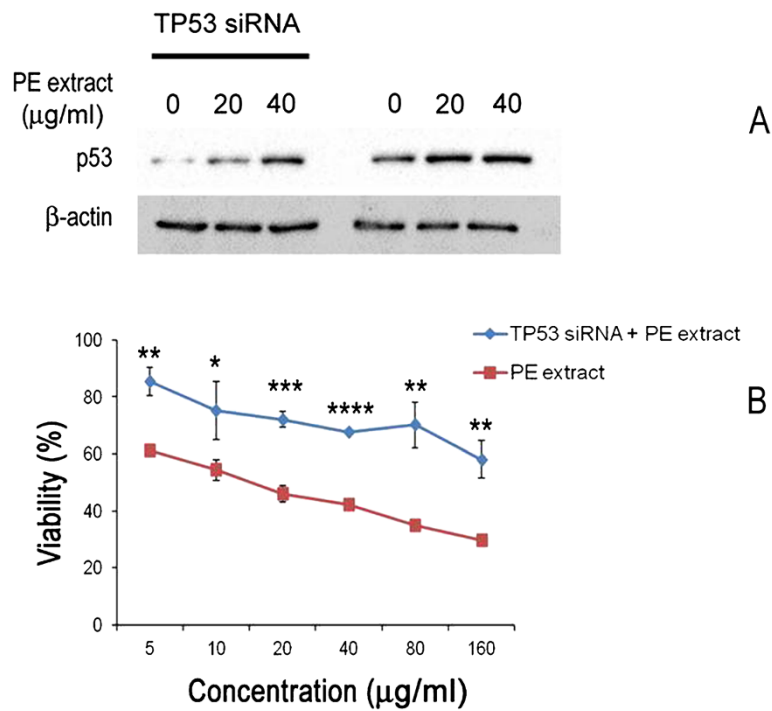 TP53 siRNA
PE extract
(μg/ml)
0 20 40 0 20 40
A
p53
β-actin
TP53 siRNA + PE extract
PE extract
B
100
80
60
40
20
0
** * *** **** ** **
Viability (%)
5 10 20 40 80 160
Concentration (μg/ml)